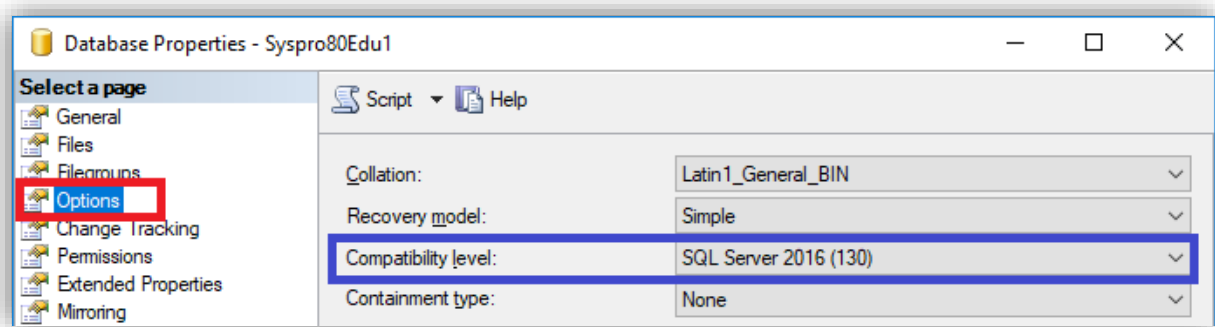 Database Properties - Syspro80Edu1
Select a page
General
Files
Filegroups
Options
Change Tracking
Permissions
Extended Properties
Mirroring
Script Help
Collation: Latin1_General_BIN
Recovery model: Simple
Compatibility level: SQL Server 2016 (130)
Containment type: None